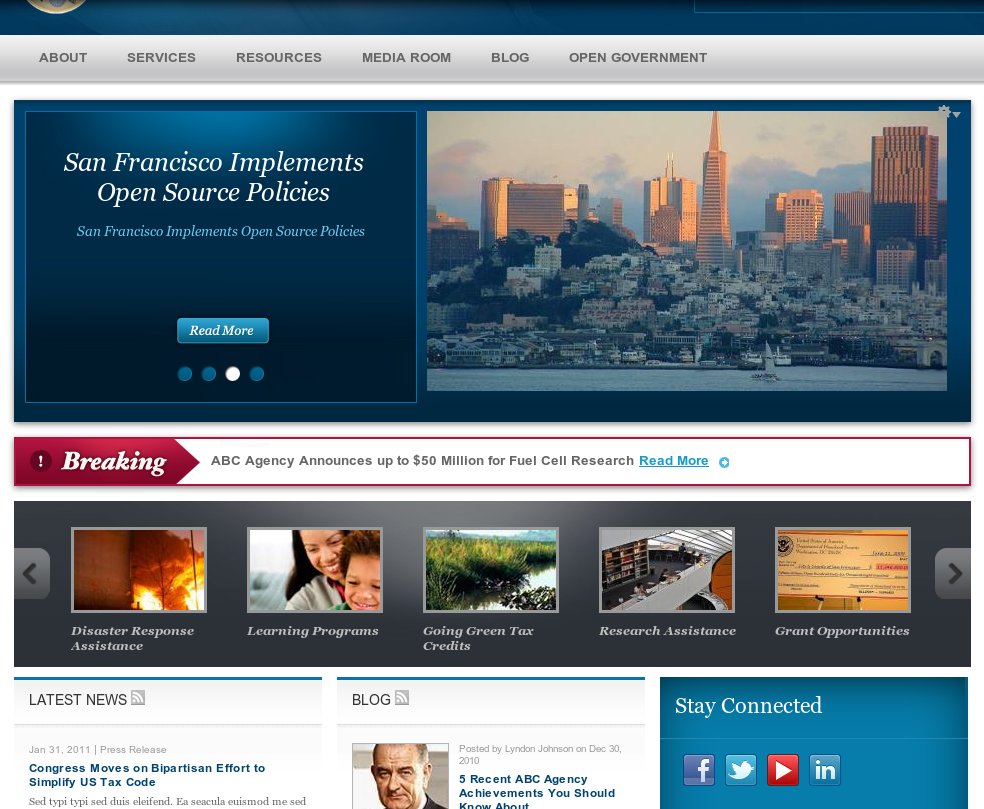 ABOUT SERVICES RESOURCES MEDIA ROOM BLOG OPEN GOVERNMENT
San Francisco Implements
Open Source Policies
San Francisco Implements Open Source Policies
Read More
! Breaking
ABC Agency Announces up to $50 Million for Fuel Cell Research Read More
Disaster Response
Assistance
Learning Programs
Going Green Tax
Credits
Research Assistance
Grant Opportunities
LATEST NEWS
Jan 31, 2011 | Press Release
Congress Moves on Bipartisan Effort to
Simplify US Tax Code
Sed typi typi sed duis eleifend. Ea seacula euismod me sed
BLOG
Posted by Lyndon Johnson on Dec 30,
2010
5 Recent ABC Agency
Achievements You Should
Know About
Stay Connected
f
in